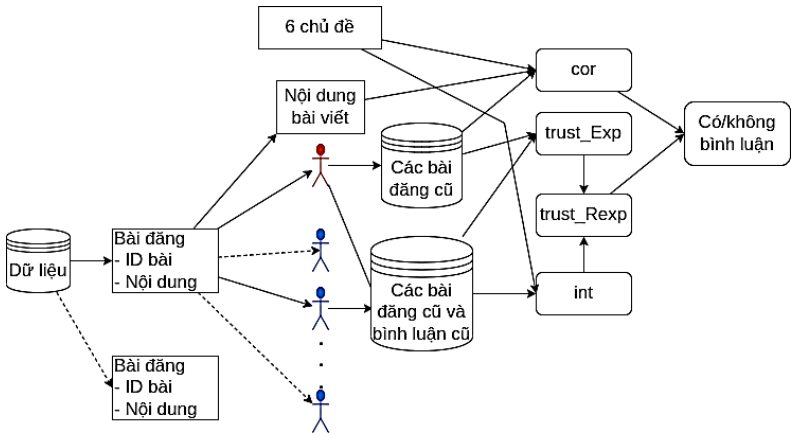 6 chủ đề
Nội dung
bài viết
cor
trust_Exp
Có/không
bình luận
Các bài
đăng cũ
trust_Rexp
Dữ liệu
Bài đăng
- ID bài
- Nội dung
Các bài
đăng cũ và
bình luận cũ
int
Bài đăng
- ID bài
- Nội dung